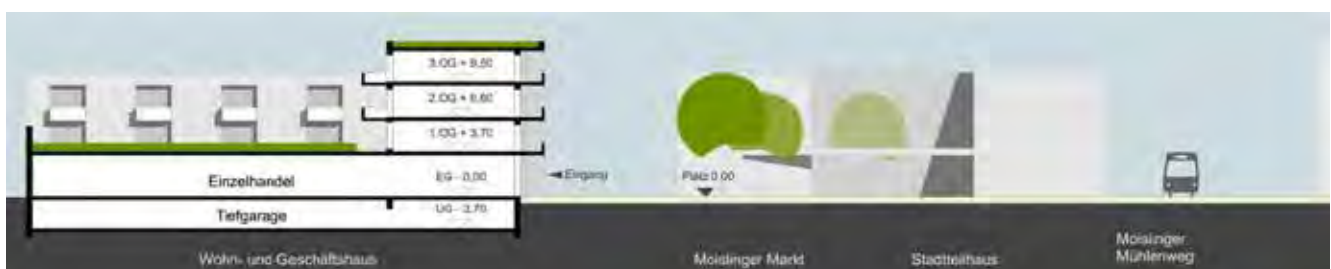 3.OG + 9,50
2.OG + 6,60
1.OG + 3,70
Einzelhandel
EG - 0,00
Eingang
Platz 0.00
Tiefgarage
UG - 3,70
Wohn- und Geschäftshaus
Moislinger Markt
Stadtteilhaus
Moislinger
Mühlenweg